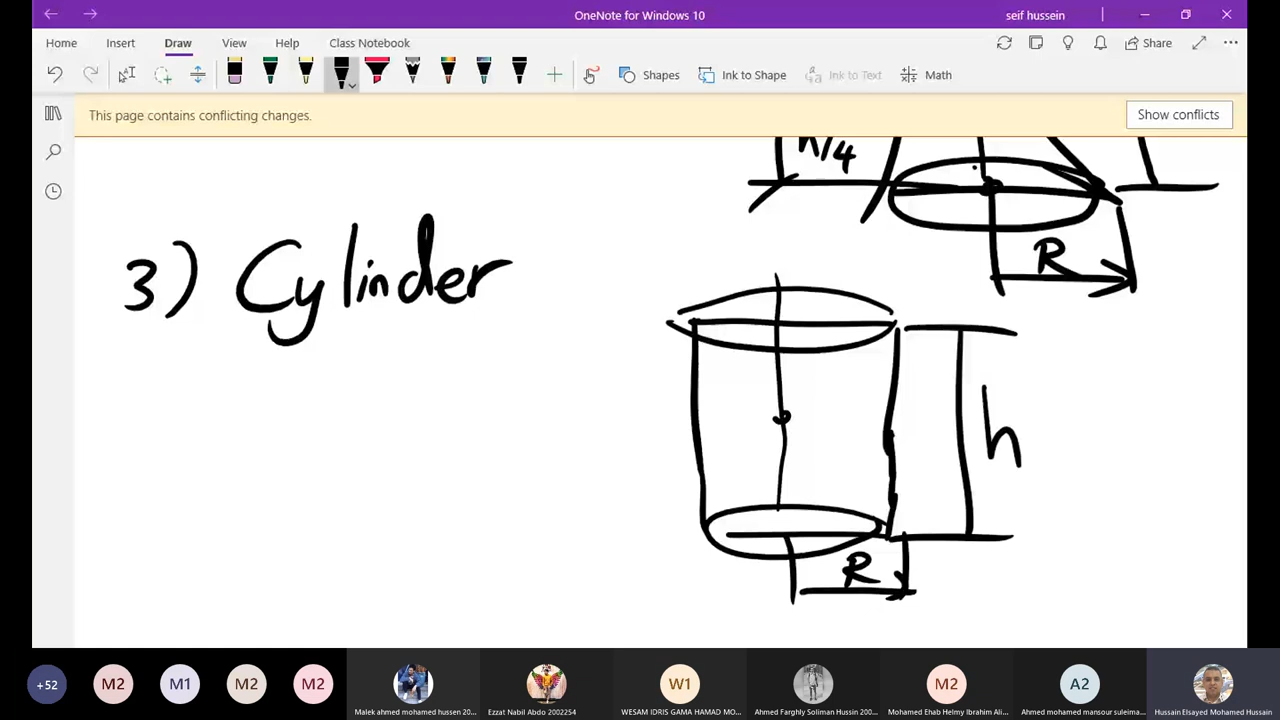 OneNote for Windows 10
seif hussein
Home Insert Draw View Help Class Notebook
Share
Shapes Ink to Shape Ink to Text Math
This page contains conflicting changes.
Show conflicts
h/4
R
3) Cylinder
h
R
+52 M2 M1 M2 M2 W1 M2 A2
Malek ahmed mohamed hussen 20... Ezzat Nabil Abdo 2002254 WESAM IDRIS GAMA HAMAD MO... Ahmed Farghly Soliman Hussin 200... Mohamed Ehab Helmy Ibrahim Ali... Ahmed mohamed mansour suleima... Hussain Elsayed Mohamed Hussain